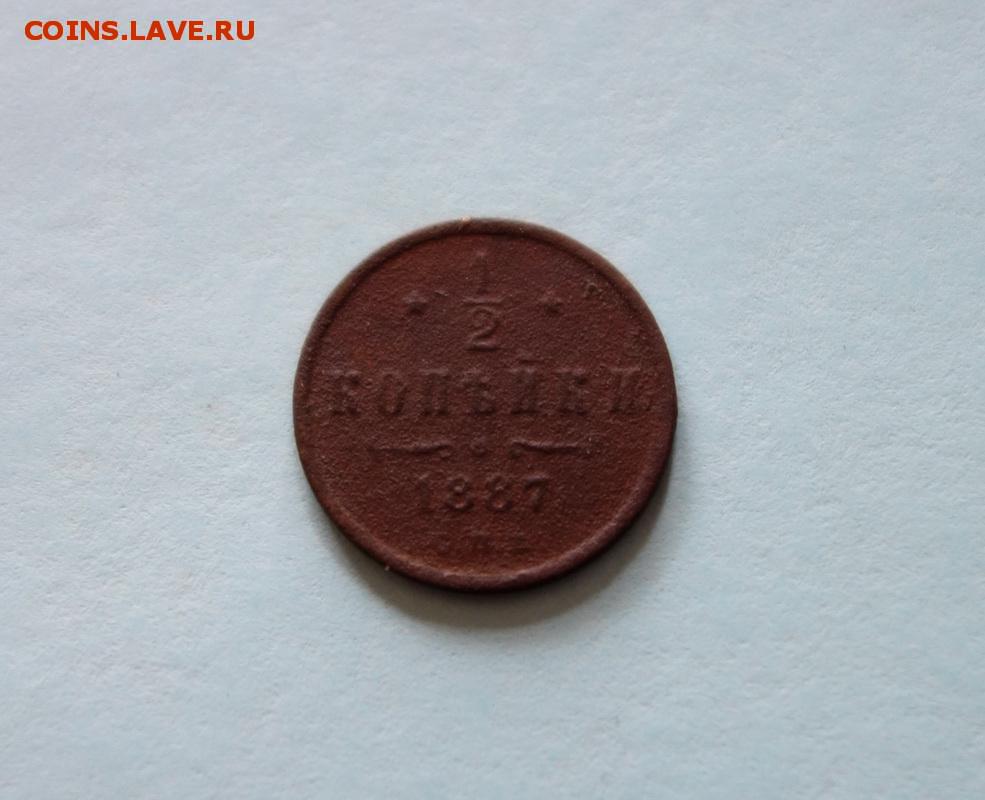 COINS.LAVE.RU
1/2
КОПѢЙКИ.
1887
С.П.Б.